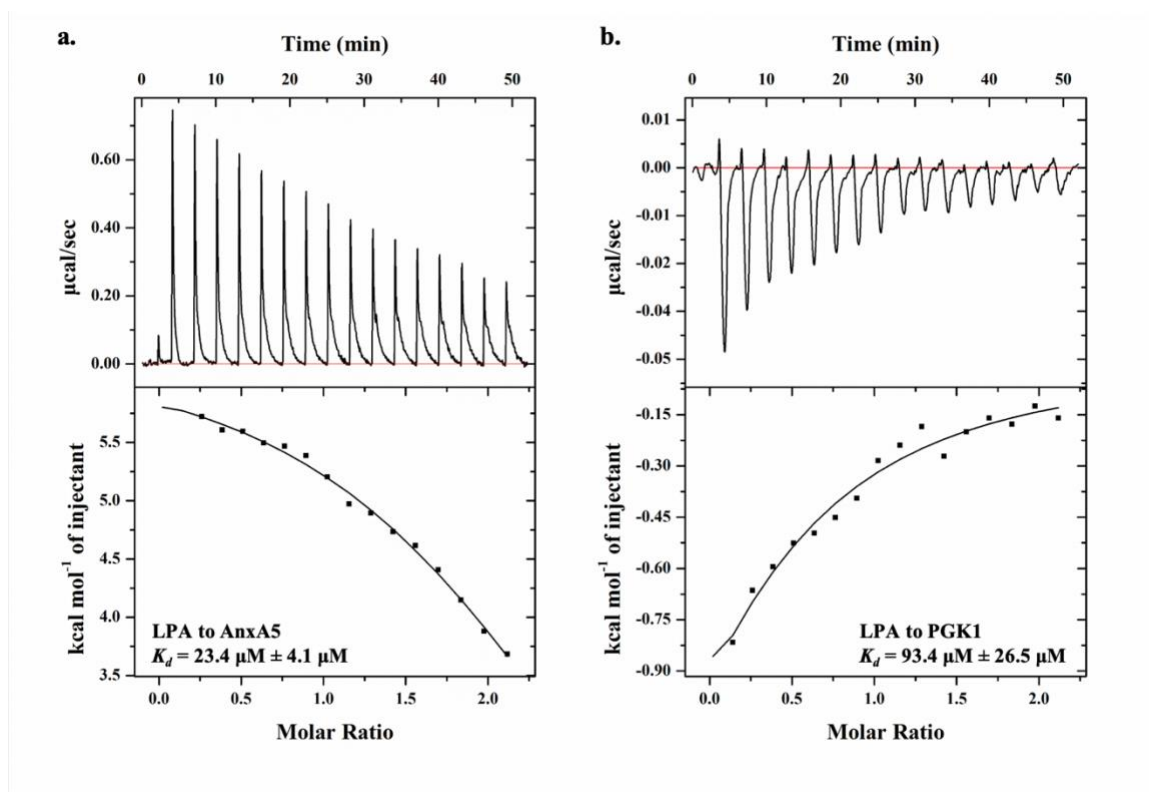 a.
Time (min)
0 10 20 30 40 50
µcal/sec
0.60
0.40
0.20
0.00
kcal mol⁻¹ of injectant
5.5
5.0
4.5
4.0
3.5
LPA to AnxA5
K_d = 23.4 µM ± 4.1 µM
0.0 0.5 1.0 1.5 2.0
Molar Ratio
b.
Time (min)
0 10 20 30 40 50
µcal/sec
0.01
0.00
-0.01
-0.02
-0.03
-0.04
-0.05
kcal mol⁻¹ of injectant
-0.15
-0.30
-0.45
-0.60
-0.75
-0.90
LPA to PGK1
K_d = 93.4 µM ± 26.5 µM
0.0 0.5 1.0 1.5 2.0
Molar Ratio